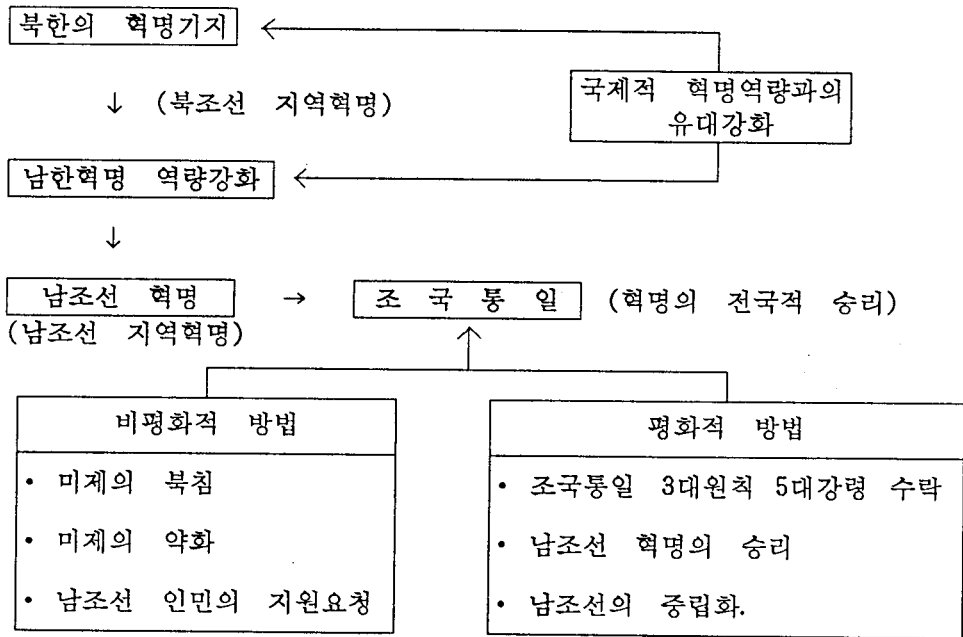 북한의 혁명기지
↓ (북조선 지역혁명)
국제적 혁명역량과의
유대강화
남한혁명 역량강화
↓
남조선 혁명 → 조 국 통 일 (혁명의 전국적 승리)
(남조선 지역혁명)
비평화적 방법
• 미제의 북침
• 미제의 약화
• 남조선 인민의 지원요청
평화적 방법
• 조국통일 3대원칙 5대강령 수락
• 남조선 혁명의 승리
• 남조선의 중립화.